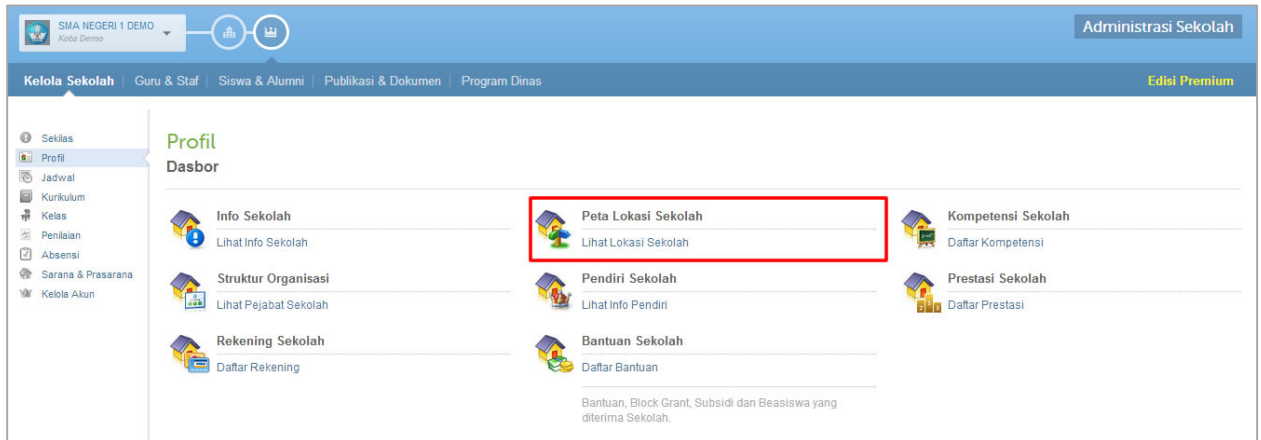 SMA NEGERI 1 DEMO
Kota Demo
Administrasi Sekolah
Kelola Sekolah | Guru & Staf | Siswa & Alumni | Publikasi & Dokumen | Program Dinas
Edisi Premium
Sekilas
Profil
Jadwal
Kurikulum
Kelas
Penilaian
Absensi
Sarana & Prasarana
Kelola Akun
Profil
Dasbor
Info Sekolah
Lihat Info Sekolah
Peta Lokasi Sekolah
Lihat Lokasi Sekolah
Kompetensi Sekolah
Daftar Kompetensi
Struktur Organisasi
Lihat Pejabat Sekolah
Pendiri Sekolah
Lihat Info Pendiri
Prestasi Sekolah
Daftar Prestasi
Rekening Sekolah
Daftar Rekening
Bantuan Sekolah
Daftar Bantuan
Bantuan, Block Grant, Subsidi dan Beasiswa yang
diterima Sekolah.